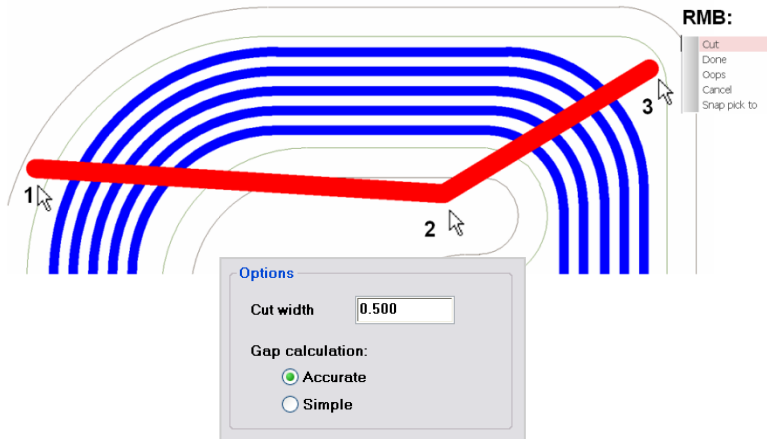 RMB:
Cut
Done
Oops
Cancel
Snap pick to
3
1
2
Options
Cut width 0.500
Gap calculation:
Accurate
Simple